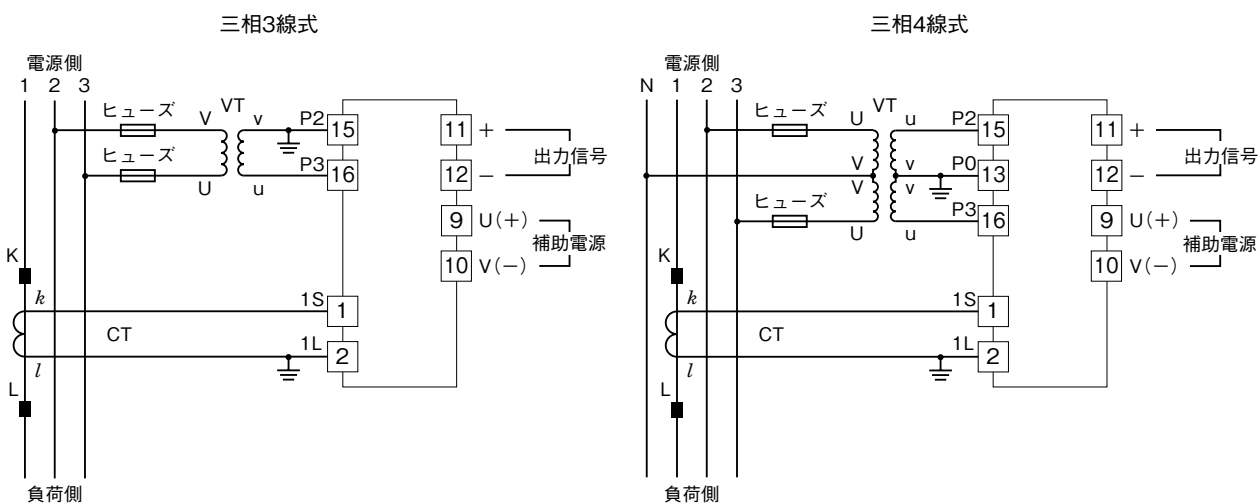 三相3線式
電源側
1 2 3
ヒューズ
VT
V v
P2 15
ヒューズ
U u
P3 16
11 +
12 −
出力信号
9 U(+)
10 V(−)
補助電源
K
k
1S 1
CT
1L 2
l
L
負荷側
三相4線式
電源側
N 1 2 3
ヒューズ
VT
U u
P2 15
V v
P0 13
V v
ヒューズ
U u
P3 16
11 +
12 −
出力信号
9 U(+)
10 V(−)
補助電源
K
k
1S 1
CT
1L 2
l
L
負荷側